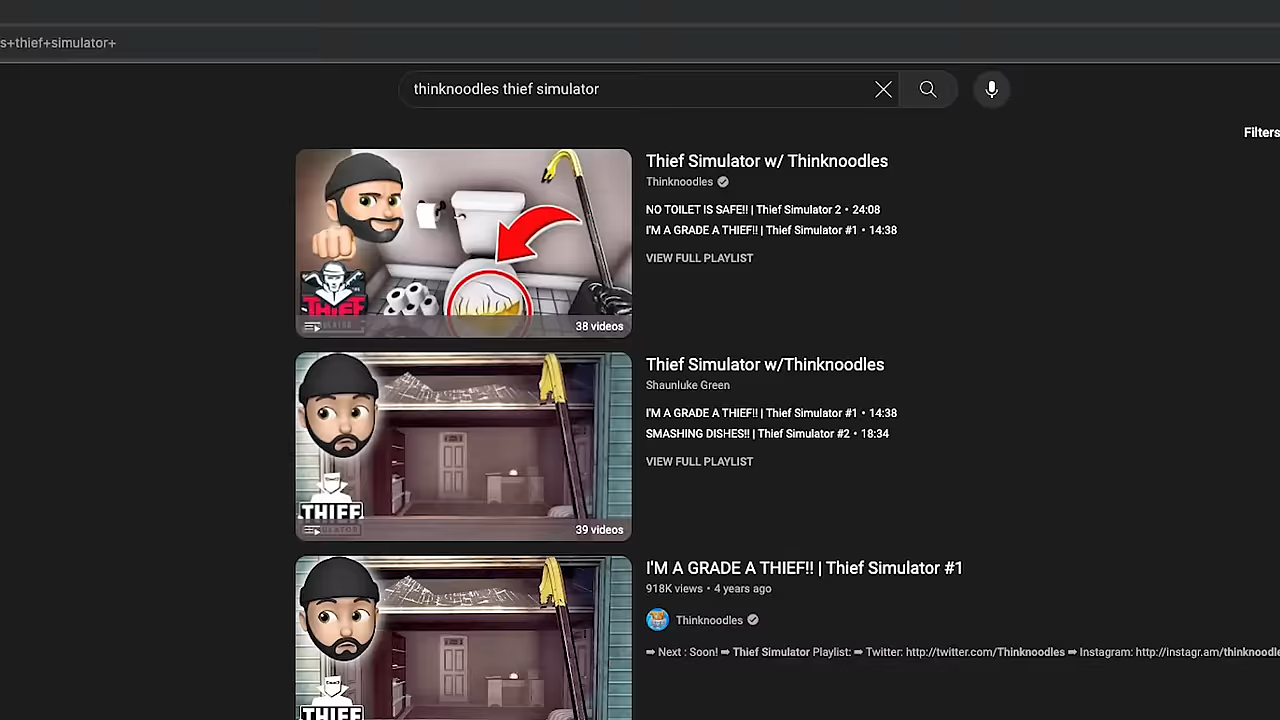 s+thief+simulator+
thinknoodles thief simulator
Filters
THIEF
38 videos
Thief Simulator w/ Thinknoodles
Thinknoodles
NO TOILET IS SAFE!! | Thief Simulator 2 • 24:08
I'M A GRADE A THIEF!! | Thief Simulator #1 • 14:38
VIEW FULL PLAYLIST
THIEF
39 videos
Thief Simulator w/Thinknoodles
Shaunluke Green
I'M A GRADE A THIEF!! | Thief Simulator #1 • 14:38
SMASHING DISHES!! | Thief Simulator #2 • 18:34
VIEW FULL PLAYLIST
THIEF
I'M A GRADE A THIEF!! | Thief Simulator #1
918K views • 4 years ago
Thinknoodles
➡ Next : Soon! ➡ Thief Simulator Playlist: ➡ Twitter: http://twitter.com/Thinknoodles ➡ Instagram: http://instagr.am/thinknoodle